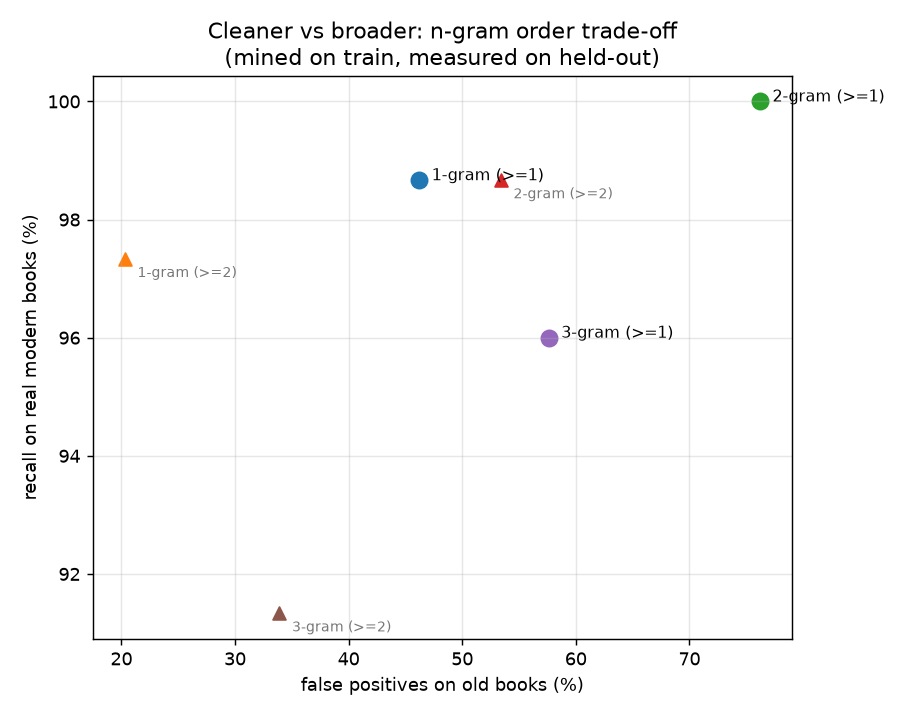 Cleaner vs broader: n-gram order trade-off
(mined on train, measured on held-out)
recall on real modern books (%)
100
98
96
94
92
2-gram (>=1)
1-gram (>=1)
2-gram (>=2)
1-gram (>=2)
3-gram (>=1)
3-gram (>=2)
20 30 40 50 60 70
false positives on old books (%)